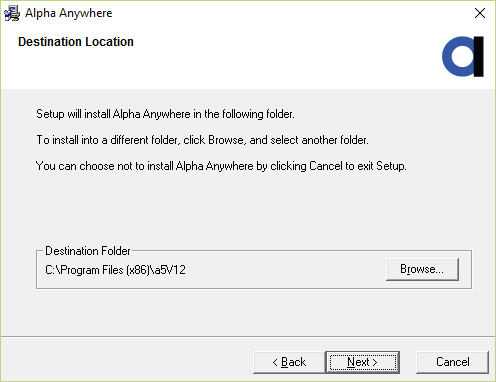 Alpha Anywhere
Destination Location
Setup will install Alpha Anywhere in the following folder.
To install into a different folder, click Browse, and select another folder.
You can choose not to install Alpha Anywhere by clicking Cancel to exit Setup.
Destination Folder
C:\Program Files (x86)\a5V12
Browse...
< Back
Next >
Cancel